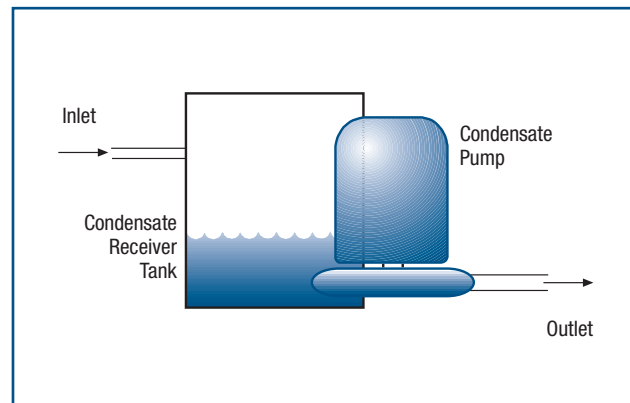 Inlet
Condensate
Pump
Condensate
Receiver
Tank
Outlet